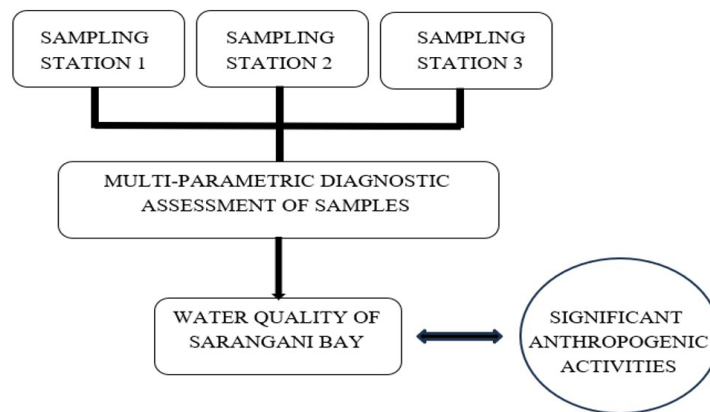 SAMPLING
STATION 1
SAMPLING
STATION 2
SAMPLING
STATION 3
MULTI-PARAMETRIC DIAGNOSTIC
ASSESSMENT OF SAMPLES
WATER QUALITY OF
SARANGANI BAY
SIGNIFICANT
ANTHROPOGENIC
ACTIVITIES